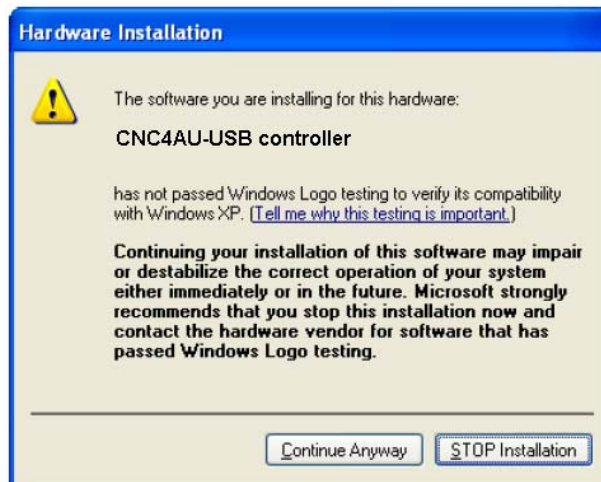 Hardware Installation
The software you are installing for this hardware:
CNC4AU-USB controller
has not passed Windows Logo testing to verify its compatibility
with Windows XP. (Tell me why this testing is important.)
Continuing your installation of this software may impair
or destabilize the correct operation of your system
either immediately or in the future. Microsoft strongly
recommends that you stop this installation now and
contact the hardware vendor for software that has
passed Windows Logo testing.
Continue Anyway STOP Installation